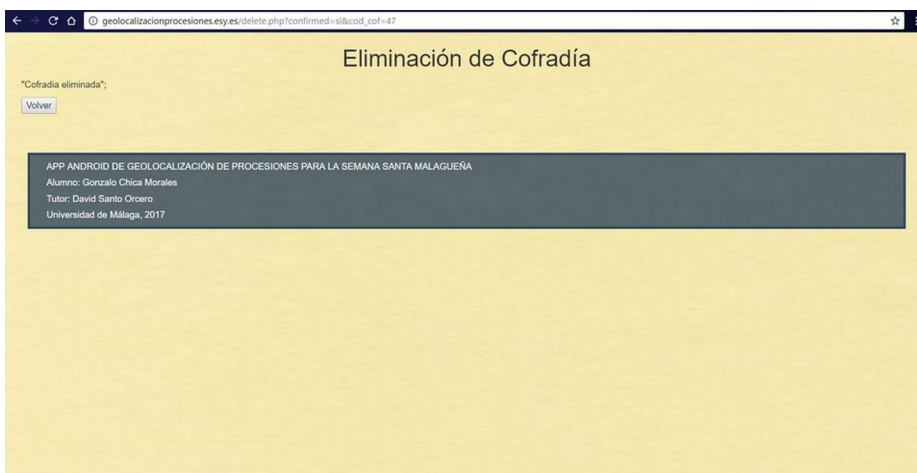 geolocalizacionprocesiones.esy.es/delete.php?confirmed=si&cod_cof=47
Eliminación de Cofradía
"Cofradia eliminada";
Volver
APP ANDROID DE GEOLOCALIZACIÓN DE PROCESIONES PARA LA SEMANA SANTA MALAGUEÑA
Alumno: Gonzalo Chica Morales
Tutor: David Santo Orcero
Universidad de Málaga, 2017